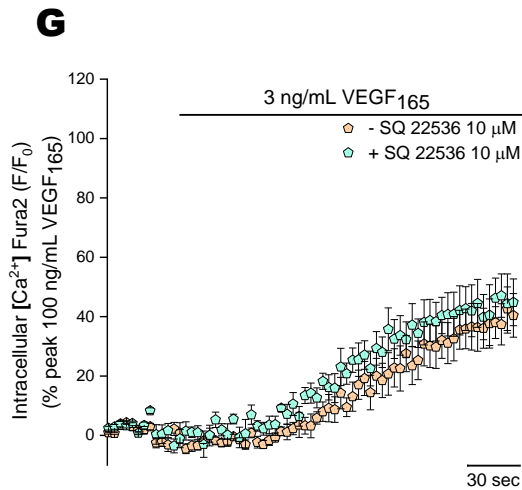 G
120
100
80
60
40
20
0
Intracellular [Ca²⁺] Fura2 (F/F₀)
(% peak 100 ng/mL VEGF₁₆₅)
3 ng/mL VEGF₁₆₅
- SQ 22536 10 μM
+ SQ 22536 10 μM
30 sec